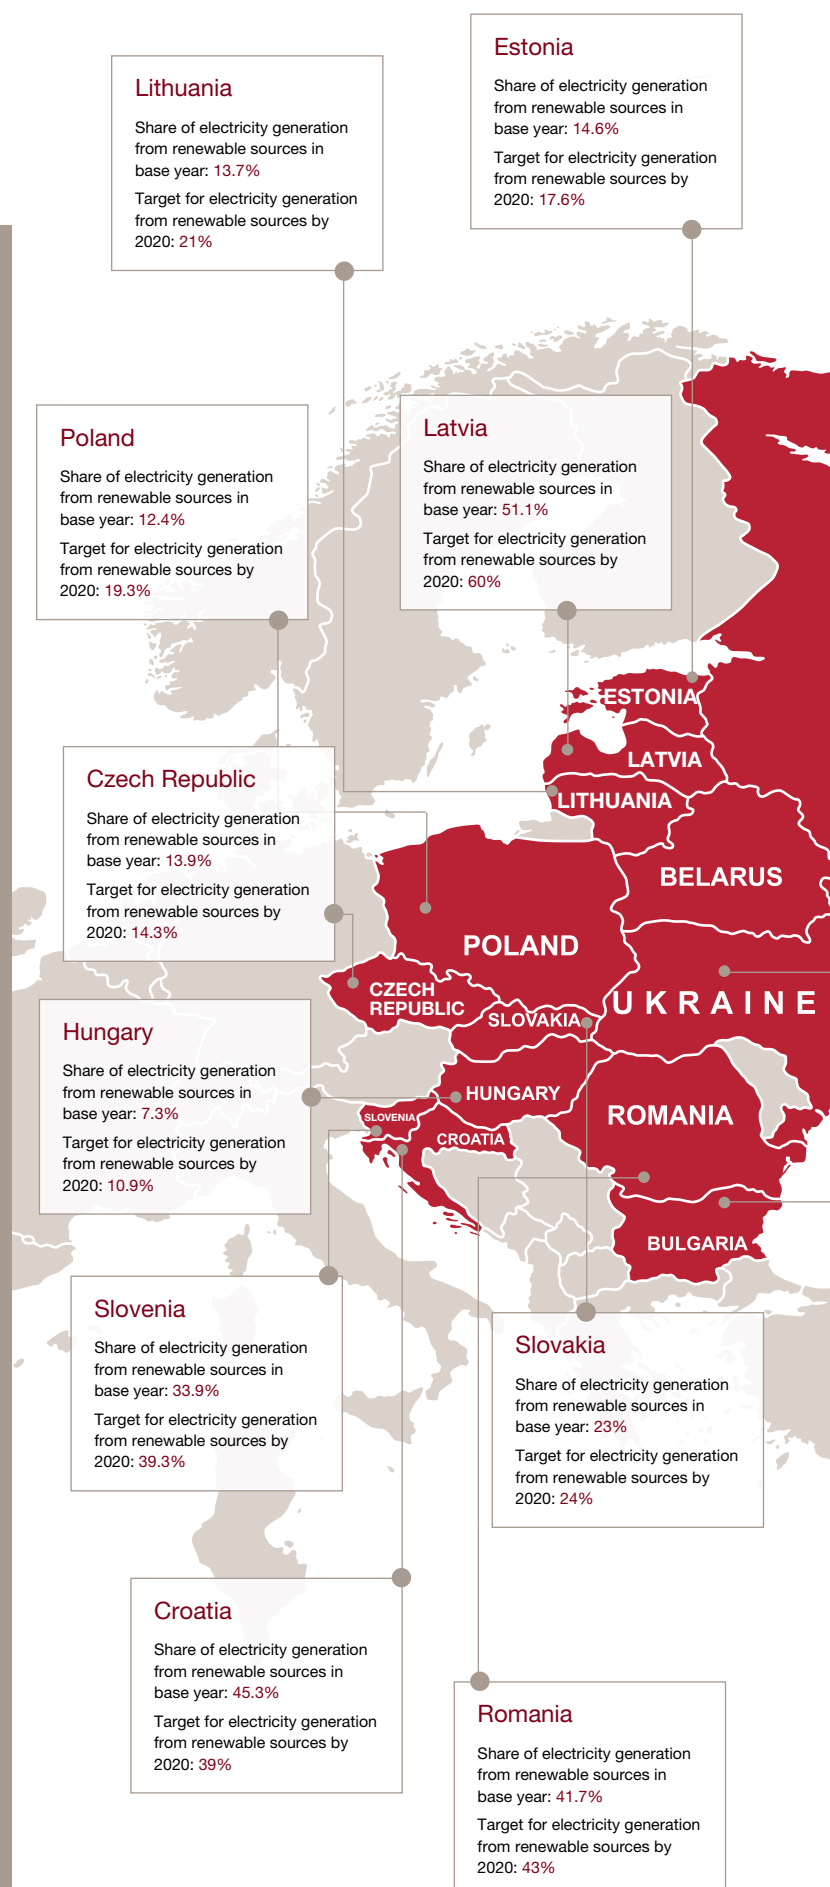 Estonia
Share of electricity generation
from renewable sources in
base year: 14.6%
Target for electricity generation
from renewable sources by
2020: 17.6%
Lithuania
Share of electricity generation
from renewable sources in
base year: 13.7%
Target for electricity generation
from renewable sources by
2020: 21%
Poland
Share of electricity generation
from renewable sources in
base year: 12.4%
Target for electricity generation
from renewable sources by
2020: 19.3%
Latvia
Share of electricity generation
from renewable sources in
base year: 51.1%
Target for electricity generation
from renewable sources by
2020: 60%
ESTONIA
LATVIA
LITHUANIA
BELARUS
POLAND
CZECH
REPUBLIC
SLOVAKIA
UKRAINE
HUNGARY
SLOVENIA
CROATIA
ROMANIA
BULGARIA
Czech Republic
Share of electricity generation
from renewable sources in
base year: 13.9%
Target for electricity generation
from renewable sources by
2020: 14.3%
Hungary
Share of electricity generation
from renewable sources in
base year: 7.3%
Target for electricity generation
from renewable sources by
2020: 10.9%
Slovenia
Share of electricity generation
from renewable sources in
base year: 33.9%
Target for electricity generation
from renewable sources by
2020: 39.3%
Slovakia
Share of electricity generation
from renewable sources in
base year: 23%
Target for electricity generation
from renewable sources by
2020: 24%
Croatia
Share of electricity generation
from renewable sources in
base year: 45.3%
Target for electricity generation
from renewable sources by
2020: 39%
Romania
Share of electricity generation
from renewable sources in
base year: 41.7%
Target for electricity generation
from renewable sources by
2020: 43%